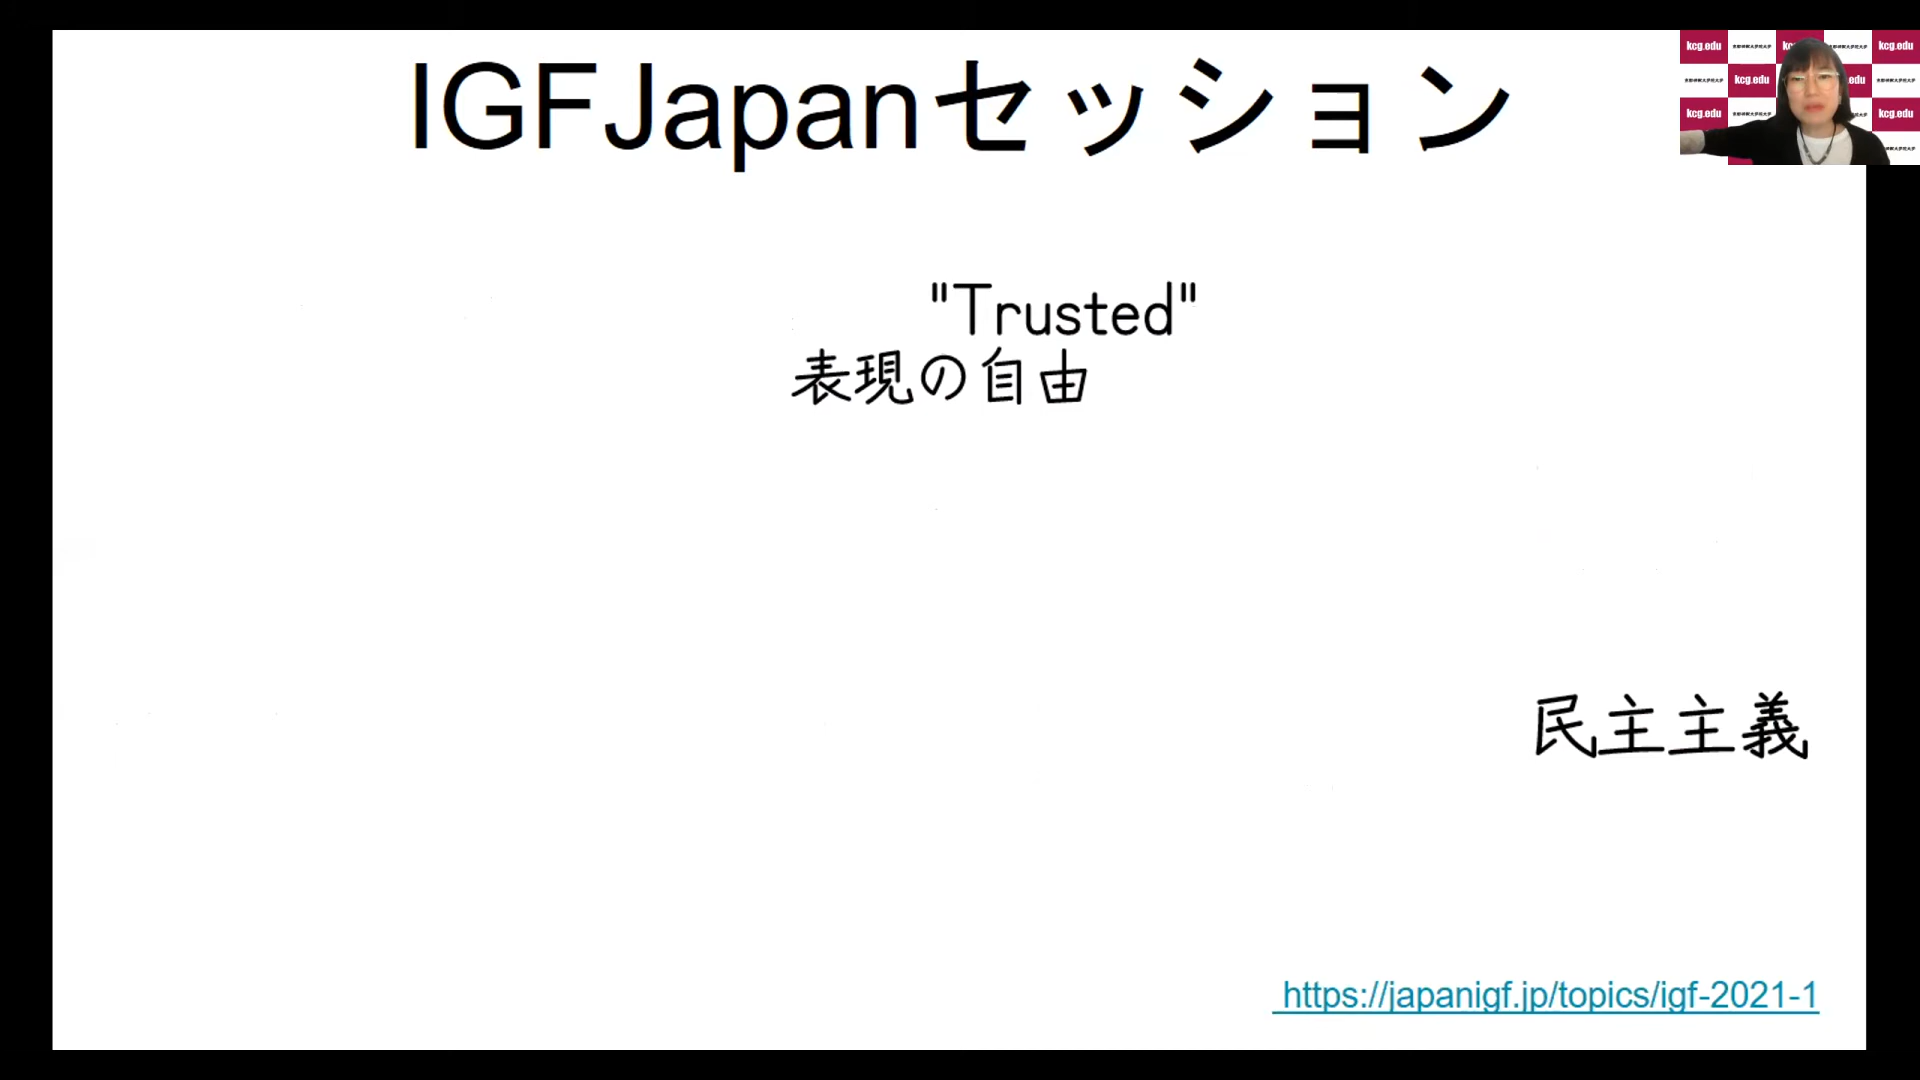 IGFJapanセッション
"Trusted"
表現の自由
民主主義
https://japanigf.jp/topics/igf-2021-1
kcg.edu
kcg.edu
kcg.edu
edu
kcg.edu
kcg.edu